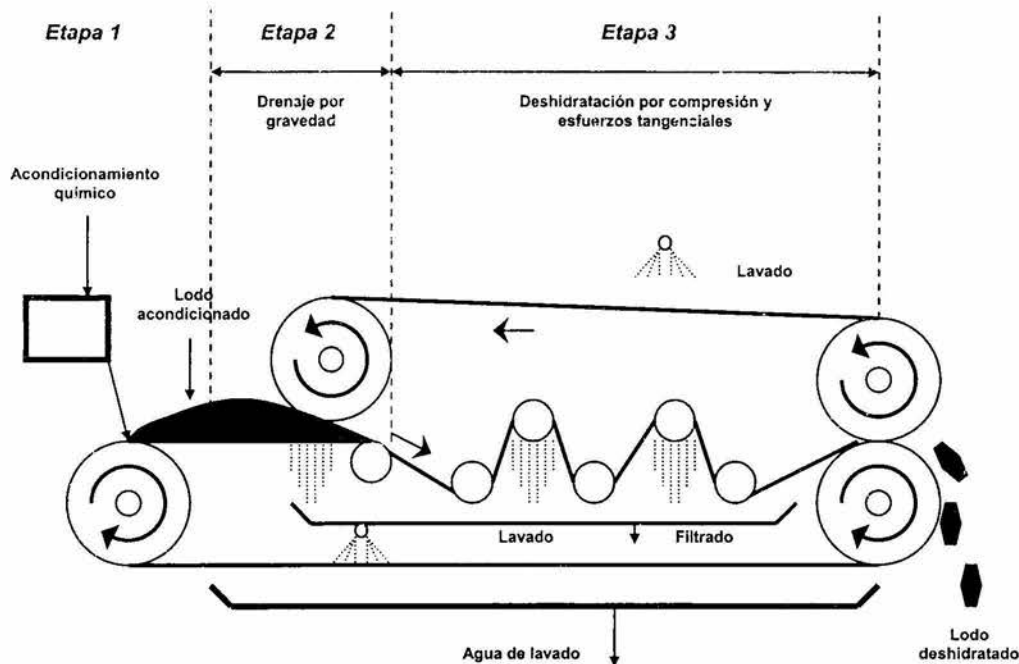 Etapa 1
Etapa 2
Etapa 3
Drenaje por
gravedad
Deshidratación por compresión y
esfuerzos tangenciales
Acondicionamiento
químico
Lodo
acondicionado
Lavado
Lavado
Filtrado
Agua de lavado
Lodo
deshidratado